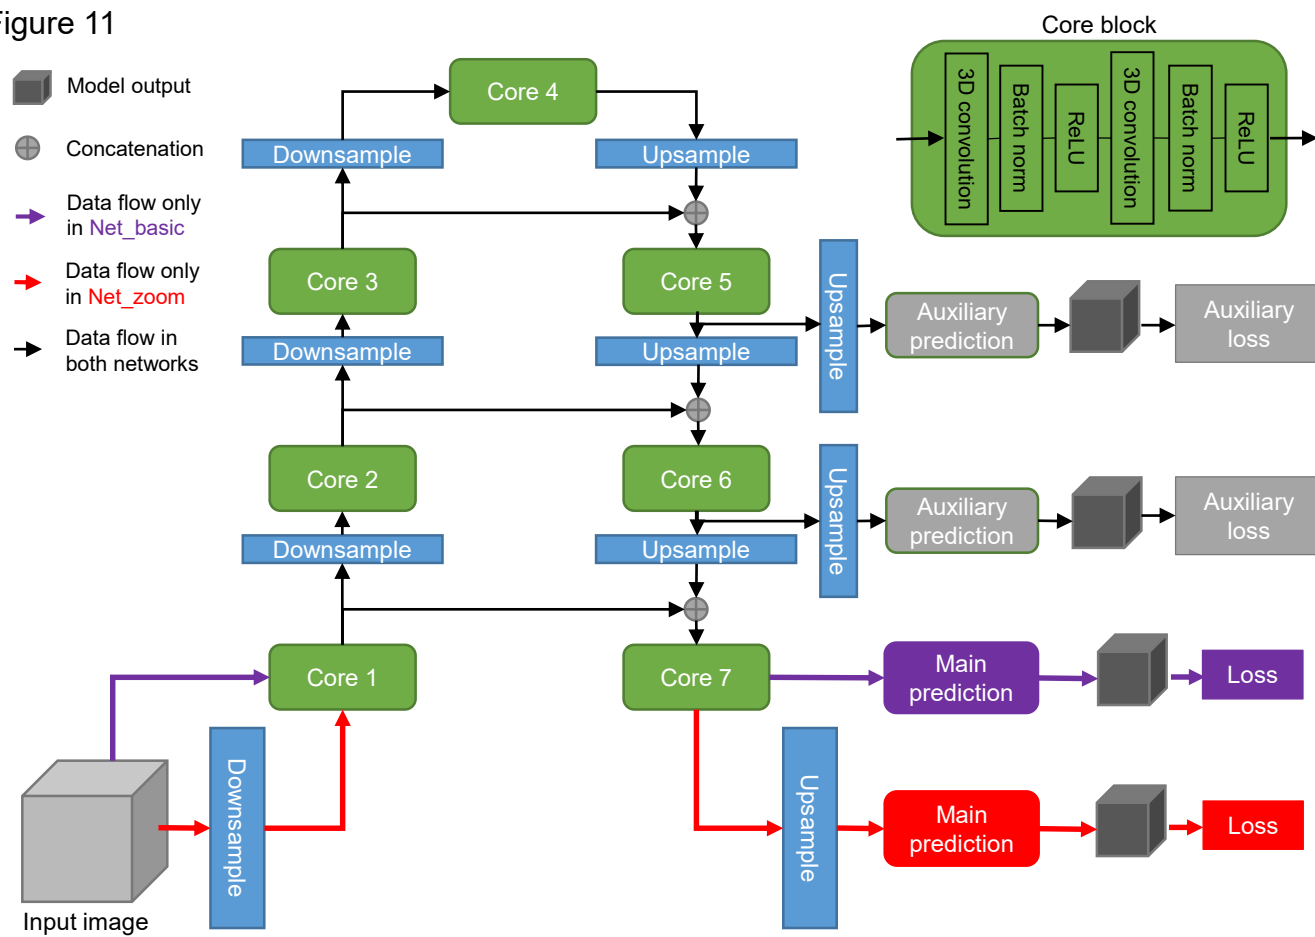 Figure 11
Model output
Concatenation
Data flow only
in Net_basic
Data flow only
in Net_zoom
Data flow in
both networks
Core block
3D convolution
Batch norm
ReLU
3D convolution
Batch norm
ReLU
Core 4
Downsample
Upsample
Core 3
Core 5
Upsample
Auxiliary
prediction
Auxiliary
loss
Downsample
Upsample
Core 2
Core 6
Upsample
Auxiliary
prediction
Auxiliary
loss
Downsample
Upsample
Core 1
Core 7
Main
prediction
Loss
Downsample
Upsample
Main
prediction
Loss
Input image